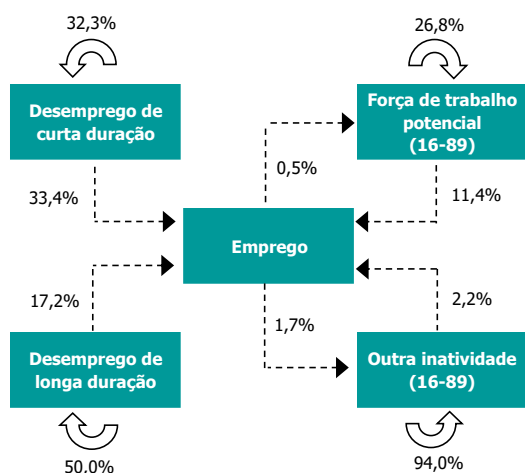 32,3%
26,8%
Desemprego de
curta duração
Força de trabalho
potencial
(16-89)
0,5%
33,4%
11,4%
Emprego
17,2%
2,2%
1,7%
Desemprego de
longa duração
Outra inatividade
(16-89)
50,0%
94,0%